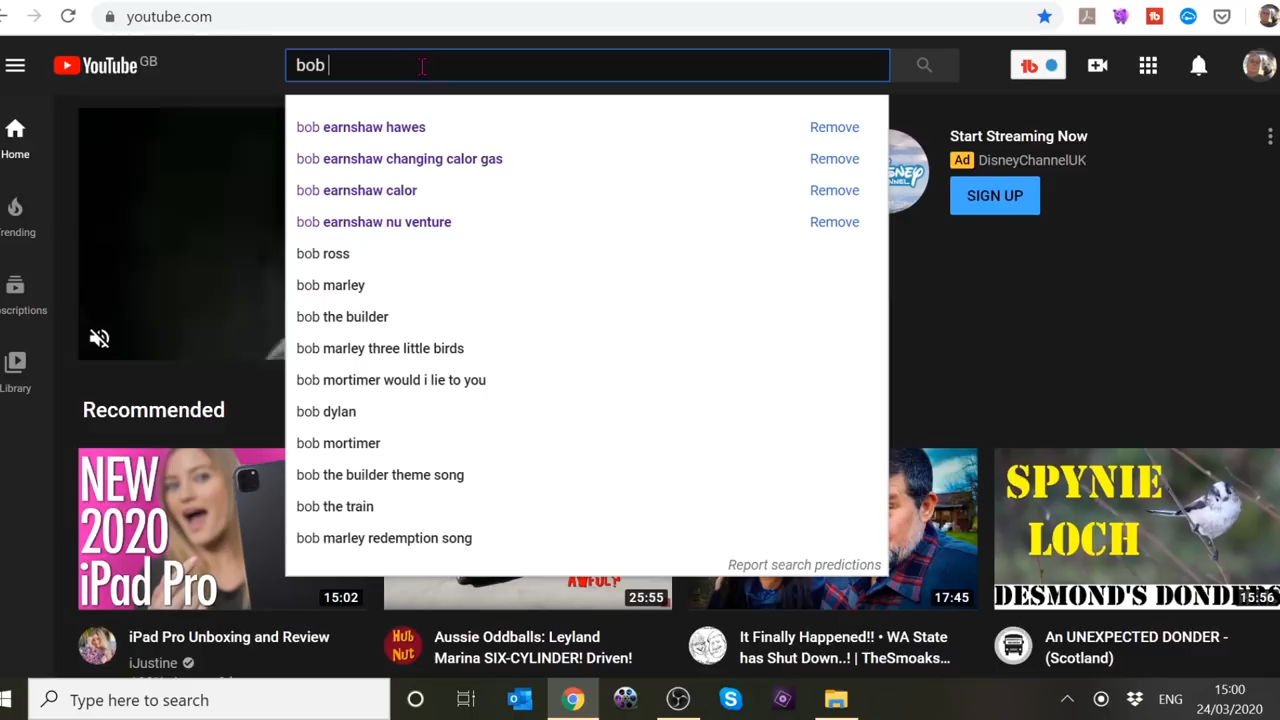 youtube.com
YouTube GB
bob
Home
Trending
scriptions
Library
bob earnshaw hawes Remove
bob earnshaw changing calor gas Remove
bob earnshaw calor Remove
bob earnshaw nu venture Remove
bob ross
bob marley
bob the builder
bob marley three little birds
bob mortimer would i lie to you
bob dylan
bob mortimer
bob the builder theme song
bob the train
bob marley redemption song
Report search predictions
Start Streaming Now
Ad DisneyChannelUK
SIGN UP
Recommended
NEW
2020
iPad Pro
15:02
AWFUL?
25:55
17:45
SPYNIE
LOCH
DESMOND'S DONDE
15:56
iPad Pro Unboxing and Review
iJustine
HUB
NUT
Aussie Oddballs: Leyland
Marina SIX-CYLINDER! Driven!
It Finally Happened!! • WA State
has Shut Down..! | TheSmoaks...
An UNEXPECTED DONDER -
(Scotland)
Type here to search
ENG
15:00
24/03/2020